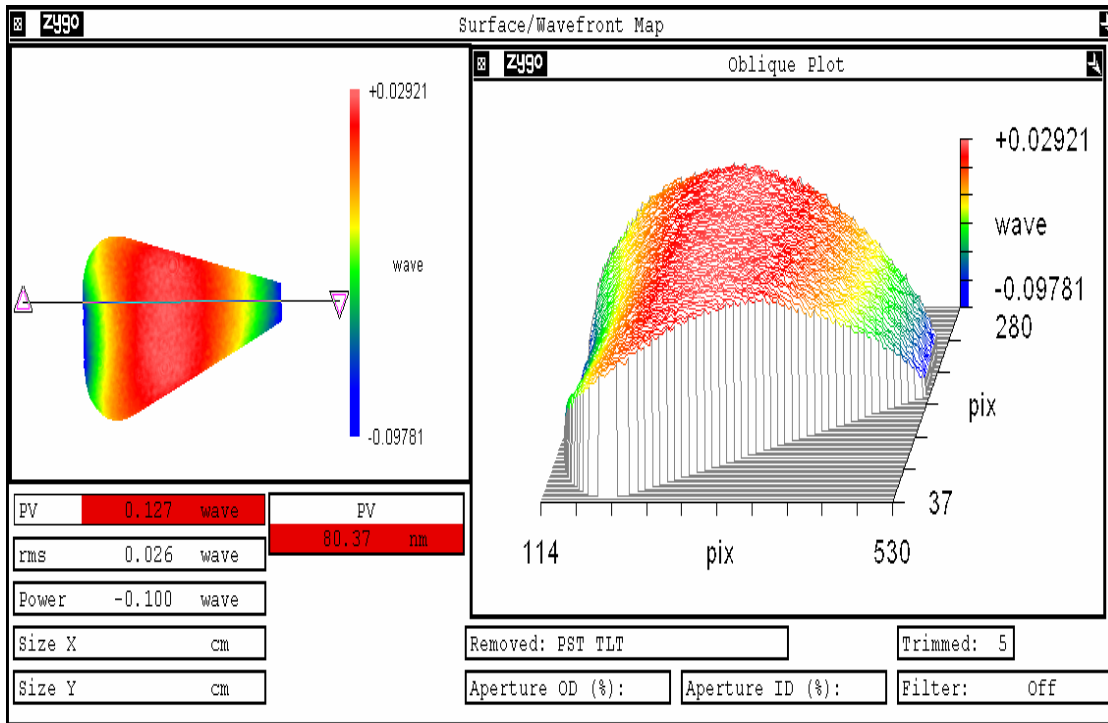 zygo Surface/Wavefront Map
+0.02921
wave
-0.09781
zygo Oblique Plot
+0.02921
wave
-0.09781
280
pix
37
114 pix 530
PV 0.127 wave
PV
80.37 nm
rms 0.026 wave
Power -0.100 wave
Size X cm
Size Y cm
Removed: PST TLT
Trimmed: 5
Aperture OD (%):
Aperture ID (%):
Filter: Off